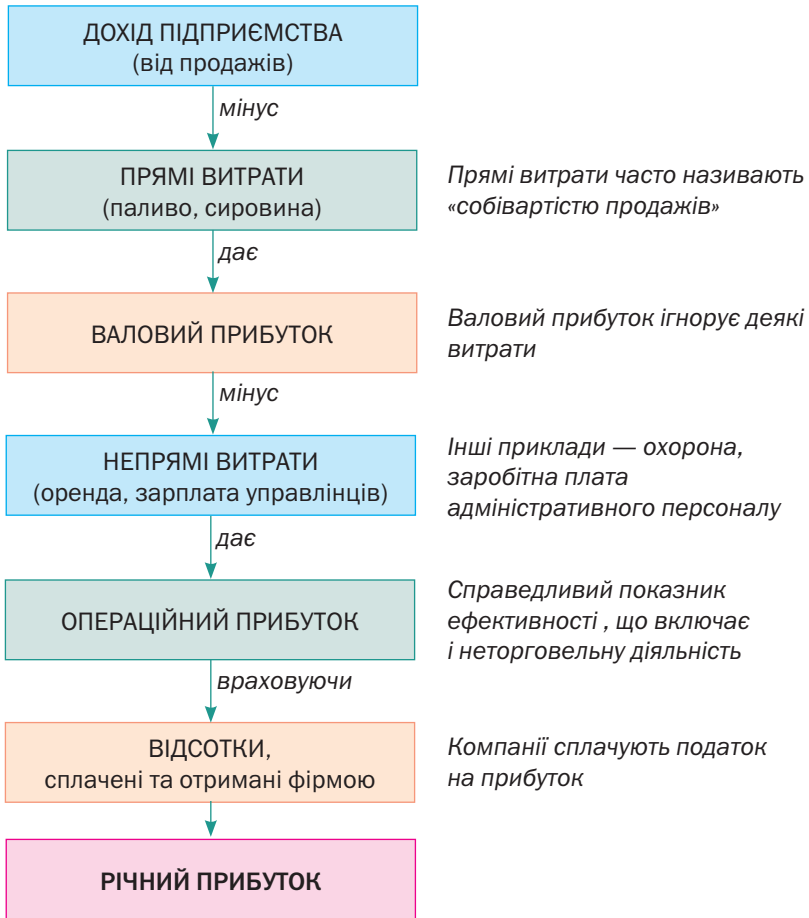 ДОХІД ПІДПРИЄМСТВА
(від продажів)
мінус
ПРЯМІ ВИТРАТИ
(паливо, сировина)
Прямі витрати часто називають
«собівартістю продажів»
дає
ВАЛОВИЙ ПРИБУТОК
Валовий прибуток ігнорує деякі
витрати
мінус
НЕПРЯМІ ВИТРАТИ
(оренда, зарплата управлінців)
Інші приклади — охорона,
заробітна плата
адміністративного персоналу
дає
ОПЕРАЦІЙНИЙ ПРИБУТОК
Справедливий показник
ефективності , що включає
і неторговельну діяльність
враховуючи
ВІДСОТКИ,
сплачені та отримані фірмою
Компанії сплачують податок
на прибуток
РІЧНИЙ ПРИБУТОК